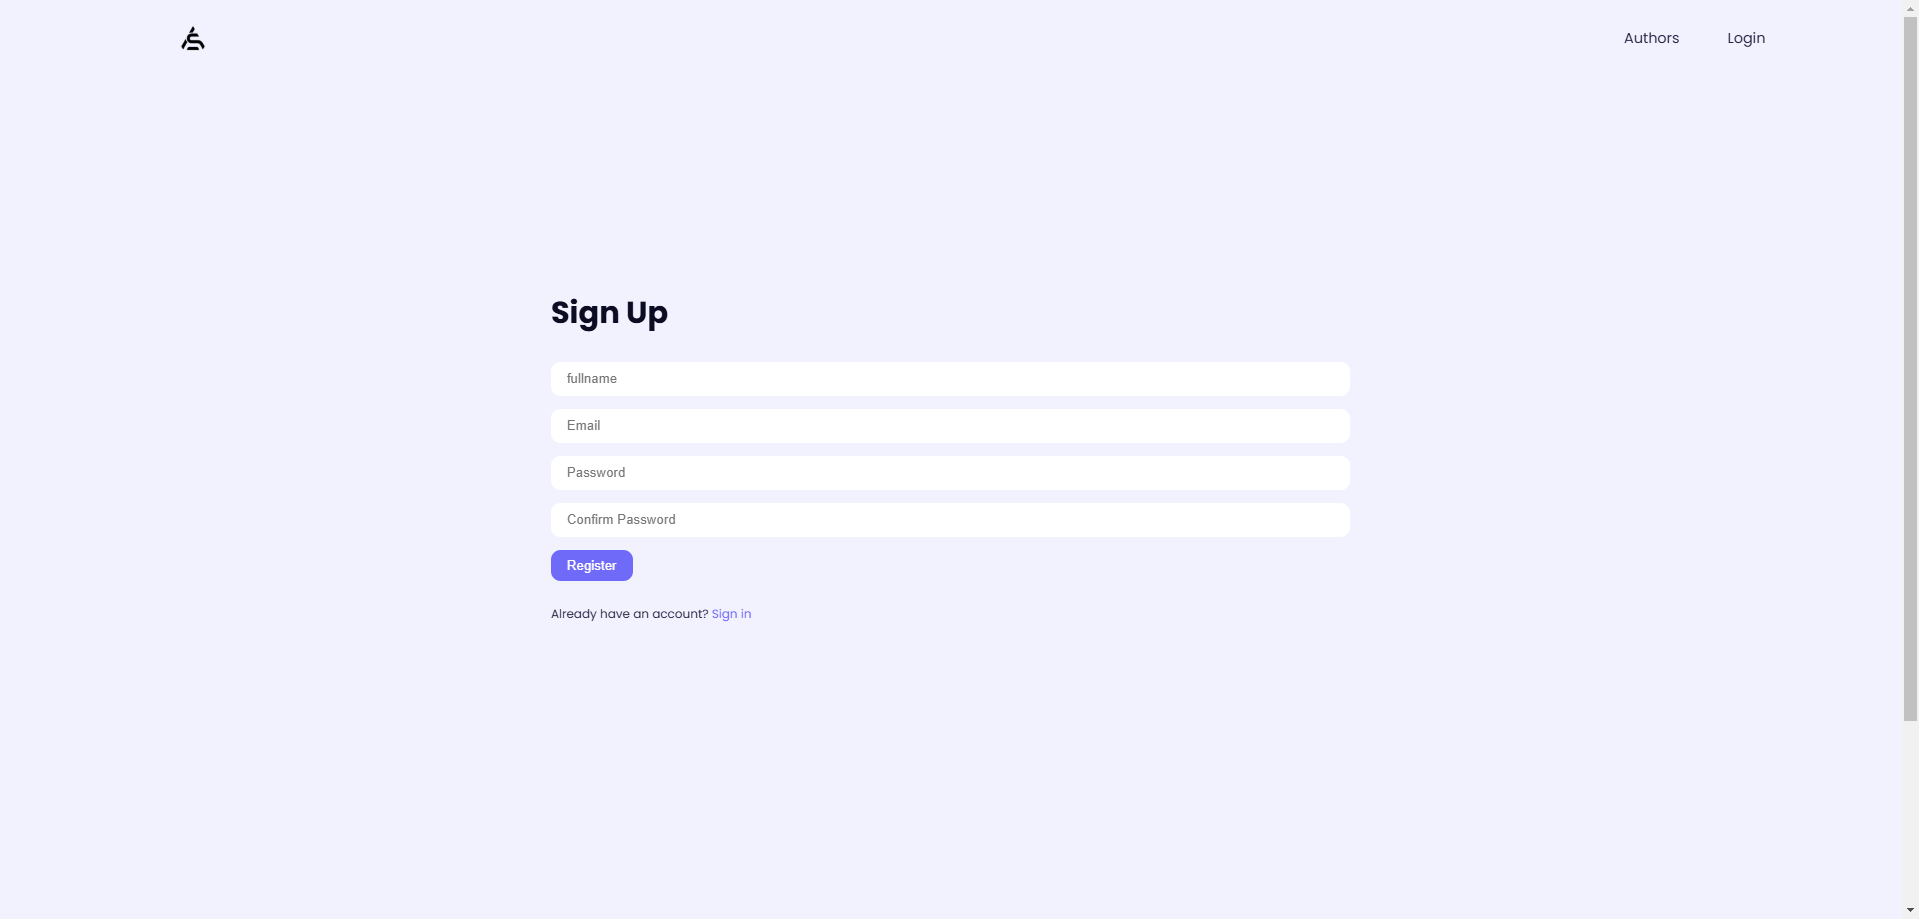 Authors Login
Sign Up
fullname
Email
Password
Confirm Password
Register
Already have an account? Sign in